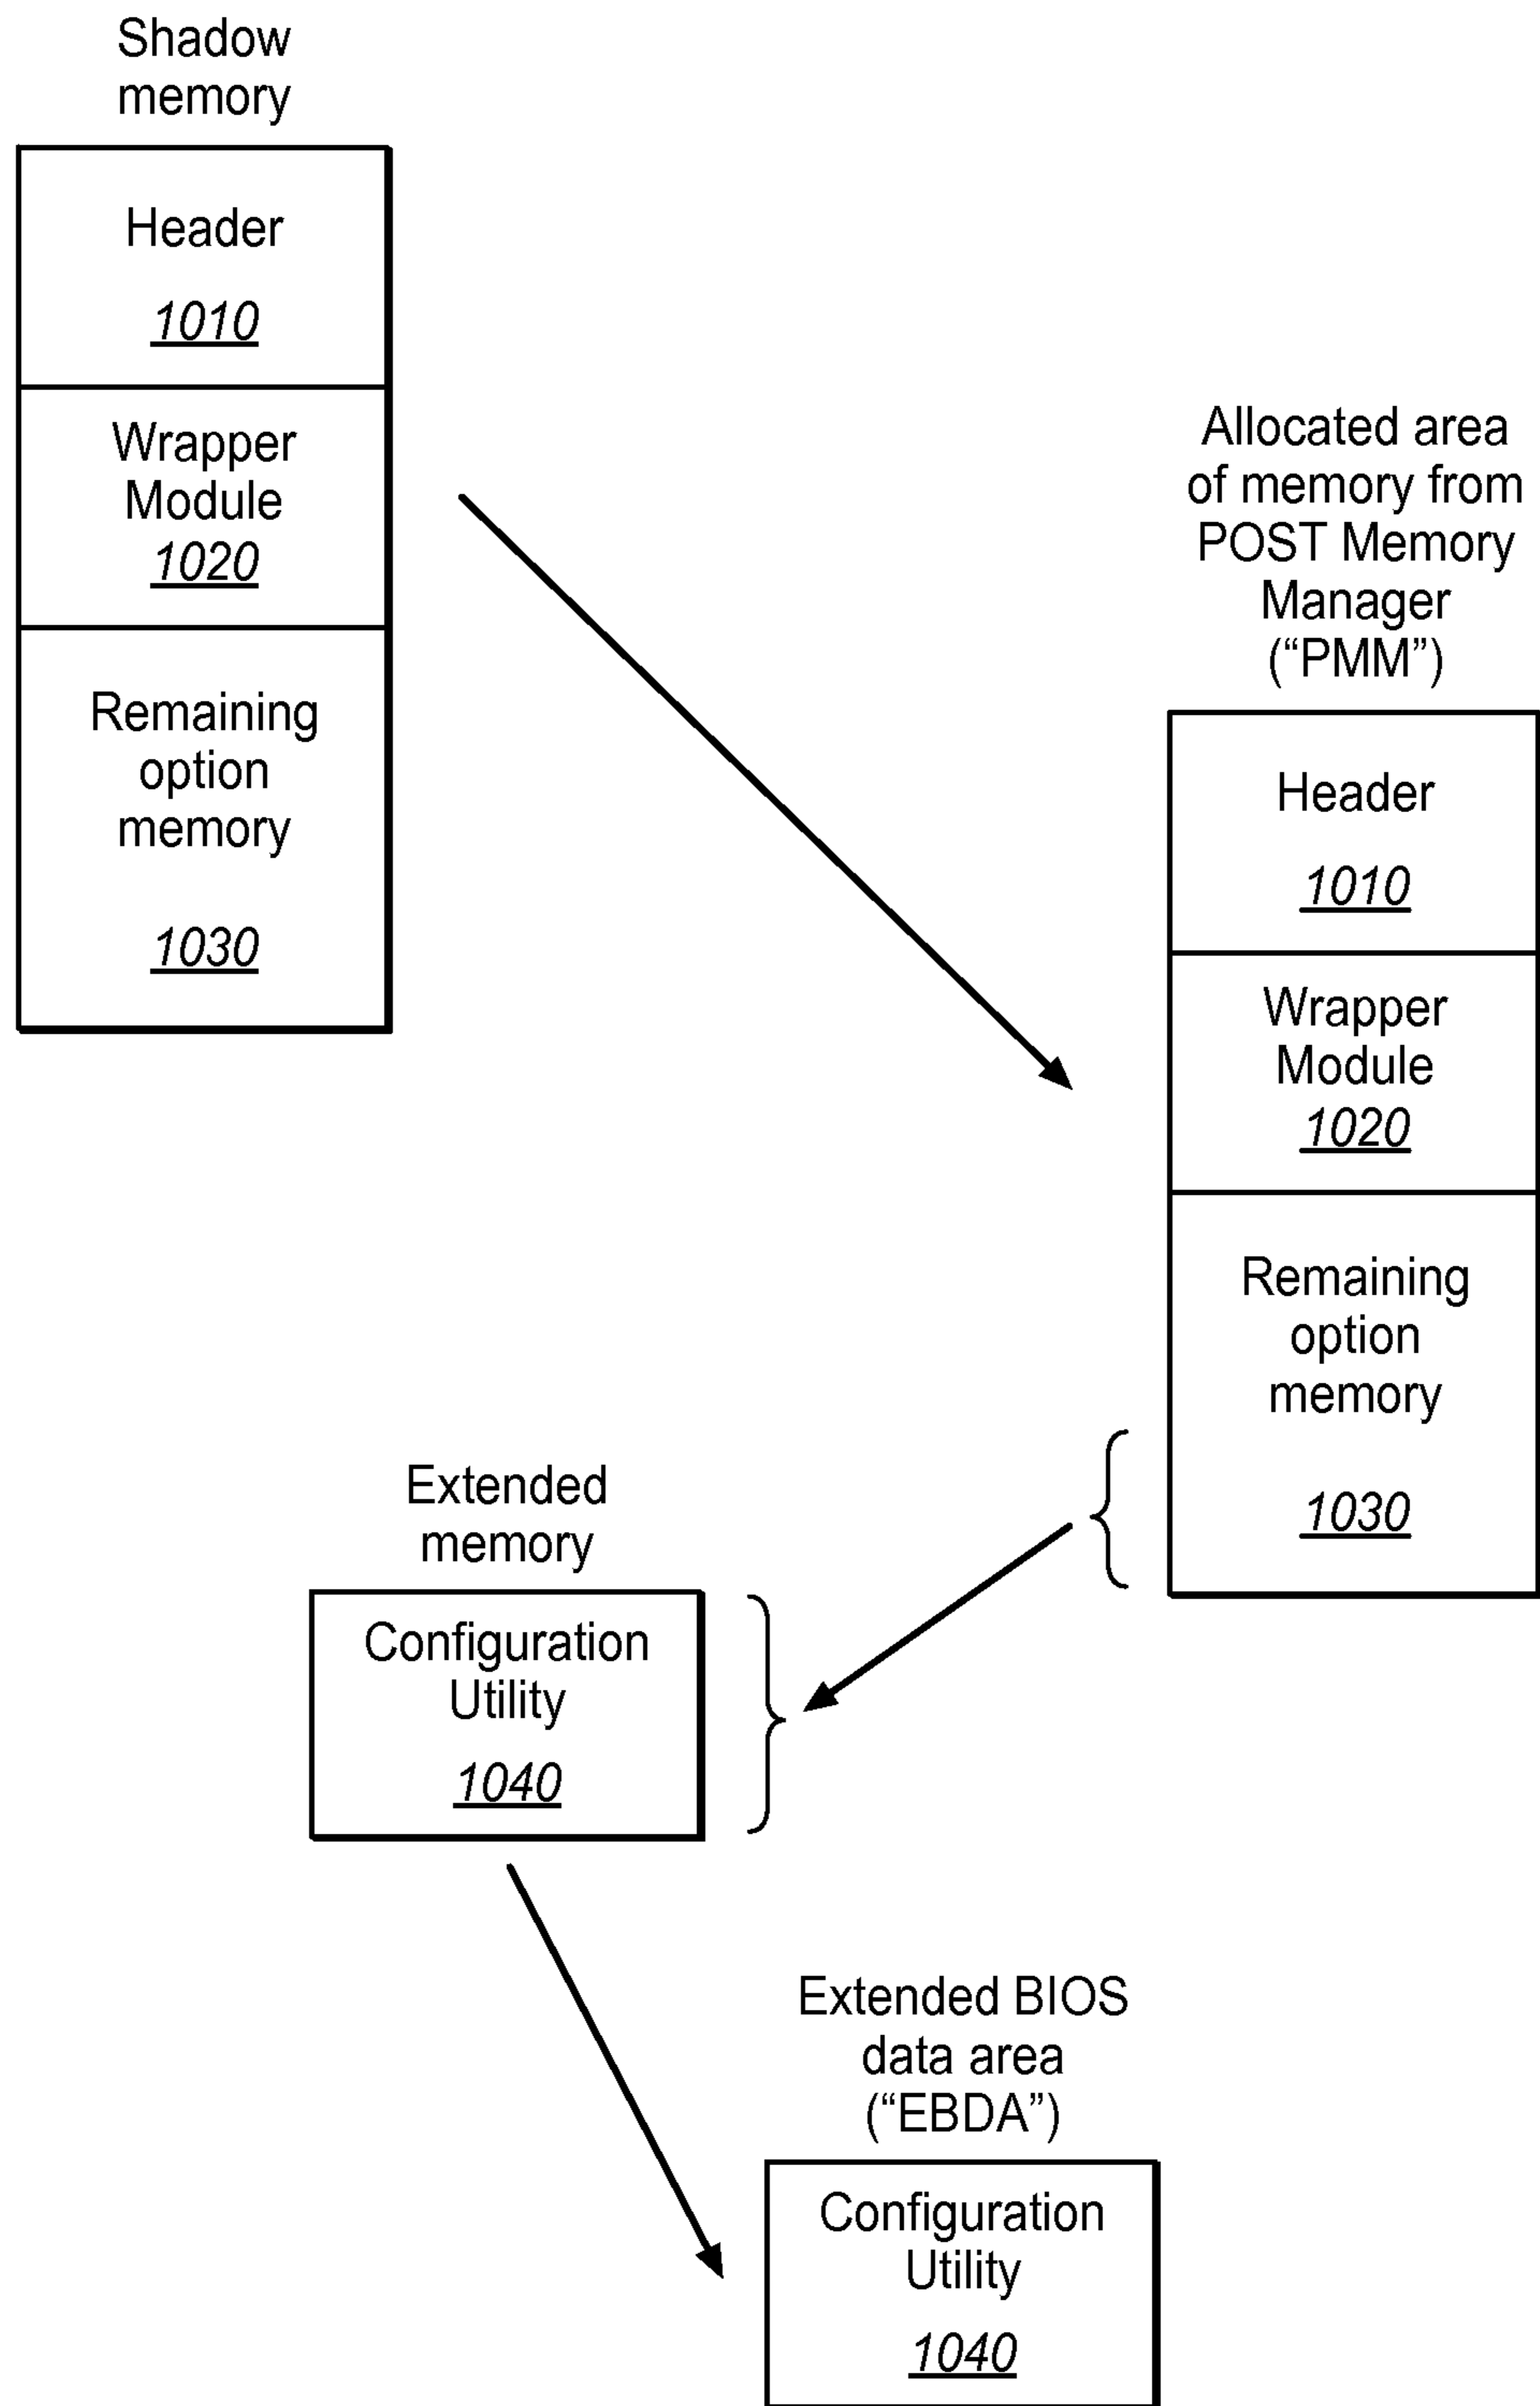 Shadow
memory
Header
1010
Wrapper
Module
1020
Remaining
option
memory
1030
Allocated area
of memory from
POST Memory
Manager
(“PMM”)
Header
1010
Wrapper
Module
1020
Remaining
option
memory
1030
Extended
memory
Configuration
Utility
1040
Extended BIOS
data area
(“EBDA”)
Configuration
Utility
1040